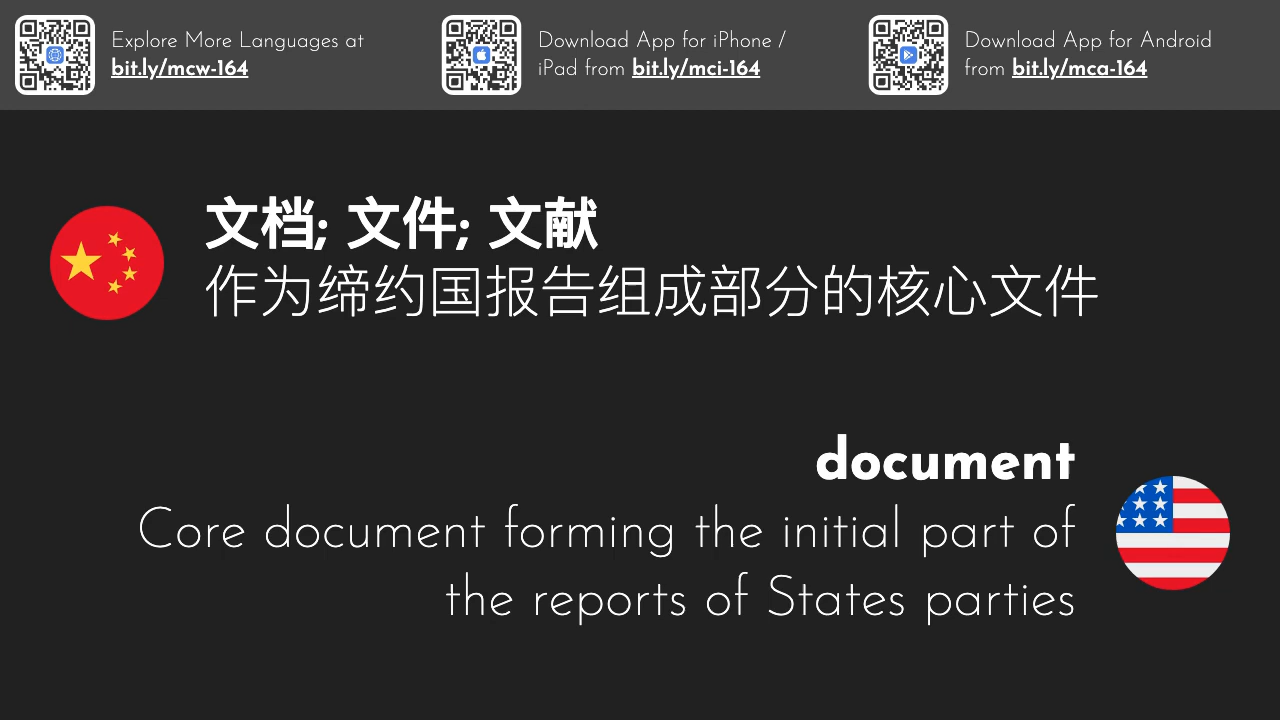 Explore More Languages at
bit.ly/mcw-164
Download App for iPhone /
iPad from bit.ly/mci-164
Download App for Android
from bit.ly/mca-164
文档; 文件; 文献
作为缔约国报告组成部分的核心文件
document
Core document forming the initial part of
the reports of States parties